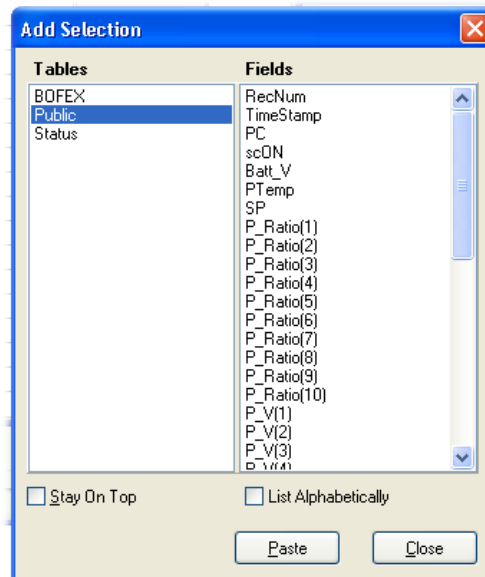 Add Selection
Tables
Fields
BOFEX
Public
Status
RecNum
TimeStamp
PC
scON
Batt_V
PTemp
SP
P_Ratio(1)
P_Ratio(2)
P_Ratio(3)
P_Ratio(4)
P_Ratio(5)
P_Ratio(6)
P_Ratio(7)
P_Ratio(8)
P_Ratio(9)
P_Ratio(10)
P_V(1)
P_V(2)
P_V(3)
P_V(4)
Stay On Top
List Alphabetically
Paste
Close